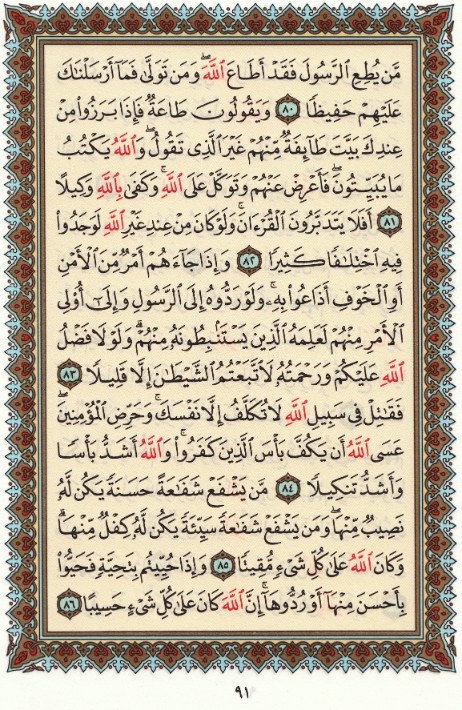 مَّن يُطِعِ ٱلرَّسُولَ فَقَدْ أَطَاعَ ٱللَّهَ ۖ وَمَن تَوَلَّىٰ فَمَآ أَرْسَلْنَـٰكَ
عَلَيْهِمْ حَفِيظًا ٨٠ وَيَقُولُونَ طَاعَةٌ فَإِذَا بَرَزُوا۟ مِنْ
عِندِكَ بَيَّتَ طَآئِفَةٌ مِّنْهُمْ غَيْرَ ٱلَّذِى تَقُولُ ۖ وَٱللَّهُ يَكْتُبُ
مَا يُبَيِّتُونَ ۖ فَأَعْرِضْ عَنْهُمْ وَتَوَكَّلْ عَلَى ٱللَّهِ ۚ وَكَفَىٰ بِٱللَّهِ وَكِيلًا
٨١ أَفَلَا يَتَدَبَّرُونَ ٱلْقُرْءَانَ ۚ وَلَوْ كَانَ مِنْ عِندِ غَيْرِ ٱللَّهِ لَوَجَدُوا۟
فِيهِ ٱخْتِلَـٰفًا كَثِيرًا ٨٢ وَإِذَا جَآءَهُمْ أَمْرٌ مِّنَ ٱلْأَمْنِ
أَوِ ٱلْخَوْفِ أَذَاعُوا۟ بِهِۦ ۖ وَلَوْ رَدُّوهُ إِلَى ٱلرَّسُولِ وَإِلَىٰٓ أُو۟لِى
ٱلْأَمْرِ مِنْهُمْ لَعَلِمَهُ ٱلَّذِينَ يَسْتَنۢبِطُونَهُۥ مِنْهُمْ ۗ وَلَوْلَا فَضْلُ
ٱللَّهِ عَلَيْكُمْ وَرَحْمَتُهُۥ لَٱتَّبَعْتُمُ ٱلشَّيْطَـٰنَ إِلَّا قَلِيلًا ٨٣
فَقَـٰتِلْ فِى سَبِيلِ ٱللَّهِ لَا تُكَلَّفُ إِلَّا نَفْسَكَ ۚ وَحَرِّضِ ٱلْمُؤْمِنِينَ ۖ
عَسَى ٱللَّهُ أَن يَكُفَّ بَأْسَ ٱلَّذِينَ كَفَرُوا۟ ۚ وَٱللَّهُ أَشَدُّ بَأْسًا
وَأَشَدُّ تَنكِيلًا ٨٤ مَّن يَشْفَعْ شَفَـٰعَةً حَسَنَةً يَكُن لَّهُۥ
نَصِيبٌ مِّنْهَا ۖ وَمَن يَشْفَعْ شَفَـٰعَةً سَيِّئَةً يَكُن لَّهُۥ كِفْلٌ مِّنْهَا ۗ
وَكَانَ ٱللَّهُ عَلَىٰ كُلِّ شَىْءٍ مُّقِيتًا ٨٥ وَإِذَا حُيِّيتُم بِتَحِيَّةٍ فَحَيُّوا۟
بِأَحْسَنَ مِنْهَآ أَوْ رُدُّوهَآ ۗ إِنَّ ٱللَّهَ كَانَ عَلَىٰ كُلِّ شَىْءٍ حَسِيبًا ٨٦
٩١